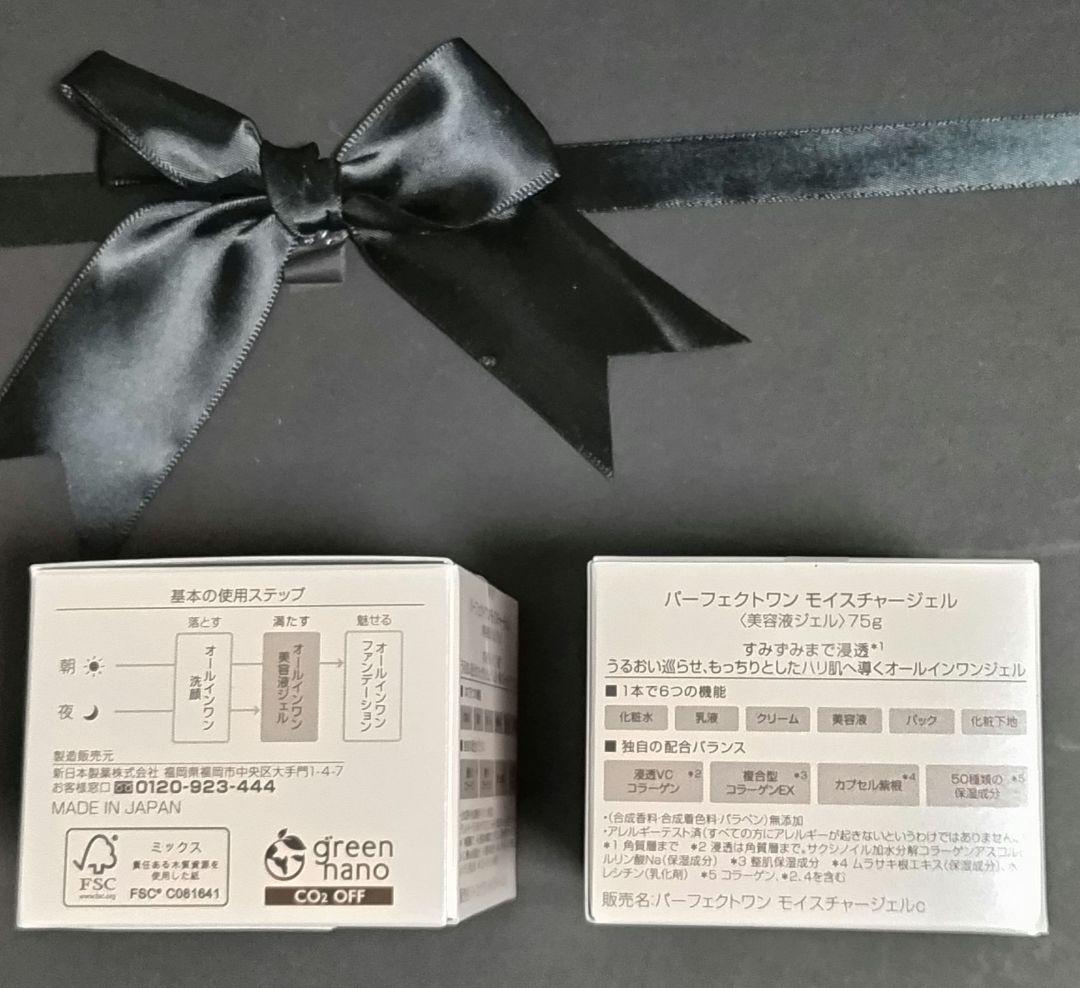 基本の使用ステップ
落とす 満たす 魅せる
朝
夜
オールインワン
洗顔
オールインワン
美容液ジェル
オールインワン
ファンデーション
製造販売元
新日本製薬株式会社 福岡県福岡市中央区大手門1-4-7
お客様窓口 0120-923-444
MADE IN JAPAN
FSC
www.fsc.org
ミックス
責任ある木質資源を
使用した紙
FSC® C081641
green
nano
CO2 OFF
パーフェクトワン モイスチャージェル
〈美容液ジェル〉75g
すみずみまで浸透*1
うるおい巡らせ、もっちりとしたハリ肌へ導くオールインワンジェル
■ 1本で6つの機能
化粧水 乳液 クリーム 美容液 パック 化粧下地
■ 独自の配合バランス
浸透VC *2
コラーゲン
複合型 *3
コラーゲンEX
カプセル紫根*4
50種類の *5
保湿成分
・(合成香料・合成着色料・パラベン)無添加
・アレルギーテスト済(すべての方にアレルギーが起きないというわけではありません。
*1 角質層まで *2 浸透は角質層まで。サクシノイル加水分解コラーゲンアスコル
ルリン酸Na(保湿成分) *3 整肌保湿成分 *4 ムラサキ根エキス(保湿成分)、水
レシチン(乳化剤) *5 コラーゲン、*2、4を含む
販売名:パーフェクトワン モイスチャージェルc